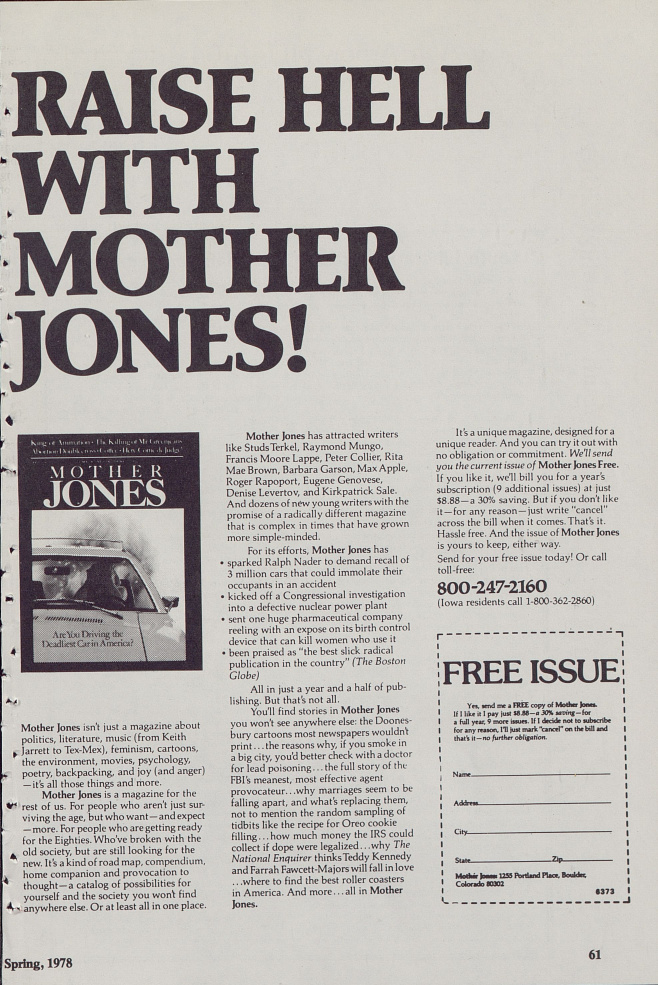 RAISE HELL
WITH
MOTHER
JONES!
King of Animation • The Killing of Mr Greenjeans
Abortion Double-cross • Here Comes de Judge
MOTHER
JONES
Are You Driving the
Deadliest Car in America?
Mother Jones isn't just a magazine about
politics, literature, music (from Keith
Jarrett to Tex-Mex), feminism, cartoons,
the environment, movies, psychology,
poetry, backpacking, and joy (and anger)
—it's all those things and more.
Mother Jones is a magazine for the
rest of us. For people who aren't just sur-
viving the age, but who want—and expect
—more. For people who are getting ready
for the Eighties. Who've broken with the
old society, but are still looking for the
new. It's a kind of road map, compendium,
home companion and provocation to
thought—a catalog of possibilities for
yourself and the society you won't find
anywhere else. Or at least all in one place.
Mother Jones has attracted writers
like Studs Terkel, Raymond Mungo,
Francis Moore Lappe, Peter Collier, Rita
Mae Brown, Barbara Garson, Max Apple,
Roger Rapoport, Eugene Genovese,
Denise Levertov, and Kirkpatrick Sale.
And dozens of new young writers with the
promise of a radically different magazine
that is complex in times that have grown
more simple-minded.
For its efforts, Mother Jones has
• sparked Ralph Nader to demand recall of
3 million cars that could immolate their
occupants in an accident
• kicked off a Congressional investigation
into a defective nuclear power plant
• sent one huge pharmaceutical company
reeling with an expose on its birth control
device that can kill women who use it
• been praised as "the best slick radical
publication in the country" (The Boston
Globe)
All in just a year and a half of pub-
lishing. But that's not all.
You'll find stories in Mother Jones
you won't see anywhere else: the Doones-
bury cartoons most newspapers wouldn't
print...the reasons why, if you smoke in
a big city, you'd better check with a doctor
for lead poisoning...the full story of the
FBI's meanest, most effective agent
provocateur...why marriages seem to be
falling apart, and what's replacing them,
not to mention the random sampling of
tidbits like the recipe for Oreo cookie
filling...how much money the IRS could
collect if dope were legalized...why The
National Enquirer thinks Teddy Kennedy
and Farrah Fawcett-Majors will fall in love
...where to find the best roller coasters
in America. And more...all in Mother
Jones.
It's a unique magazine, designed for a
unique reader. And you can try it out with
no obligation or commitment. We'll send
you the current issue of Mother Jones Free.
If you like it, we'll bill you for a year's
subscription (9 additional issues) at just
$8.88—a 30% saving. But if you don't like
it—for any reason—just write "cancel"
across the bill when it comes. That's it.
Hassle free. And the issue of Mother Jones
is yours to keep, either way.
Send for your free issue today! Or call
toll-free:
800-247-2160
(Iowa residents call 1-800-362-2860)
FREE ISSUE
Yes, send me a FREE copy of Mother Jones.
If I like it I pay just $8.88—a 30% saving—for
a full year, 9 more issues. If I decide not to subscribe
for any reason, I'll just mark "cancel" on the bill and
that's it—no further obligation.
Name
Address
City
State Zip
Mother Jones 1255 Portland Place, Boulder,
Colorado 80302
6373
Spring, 1978
61